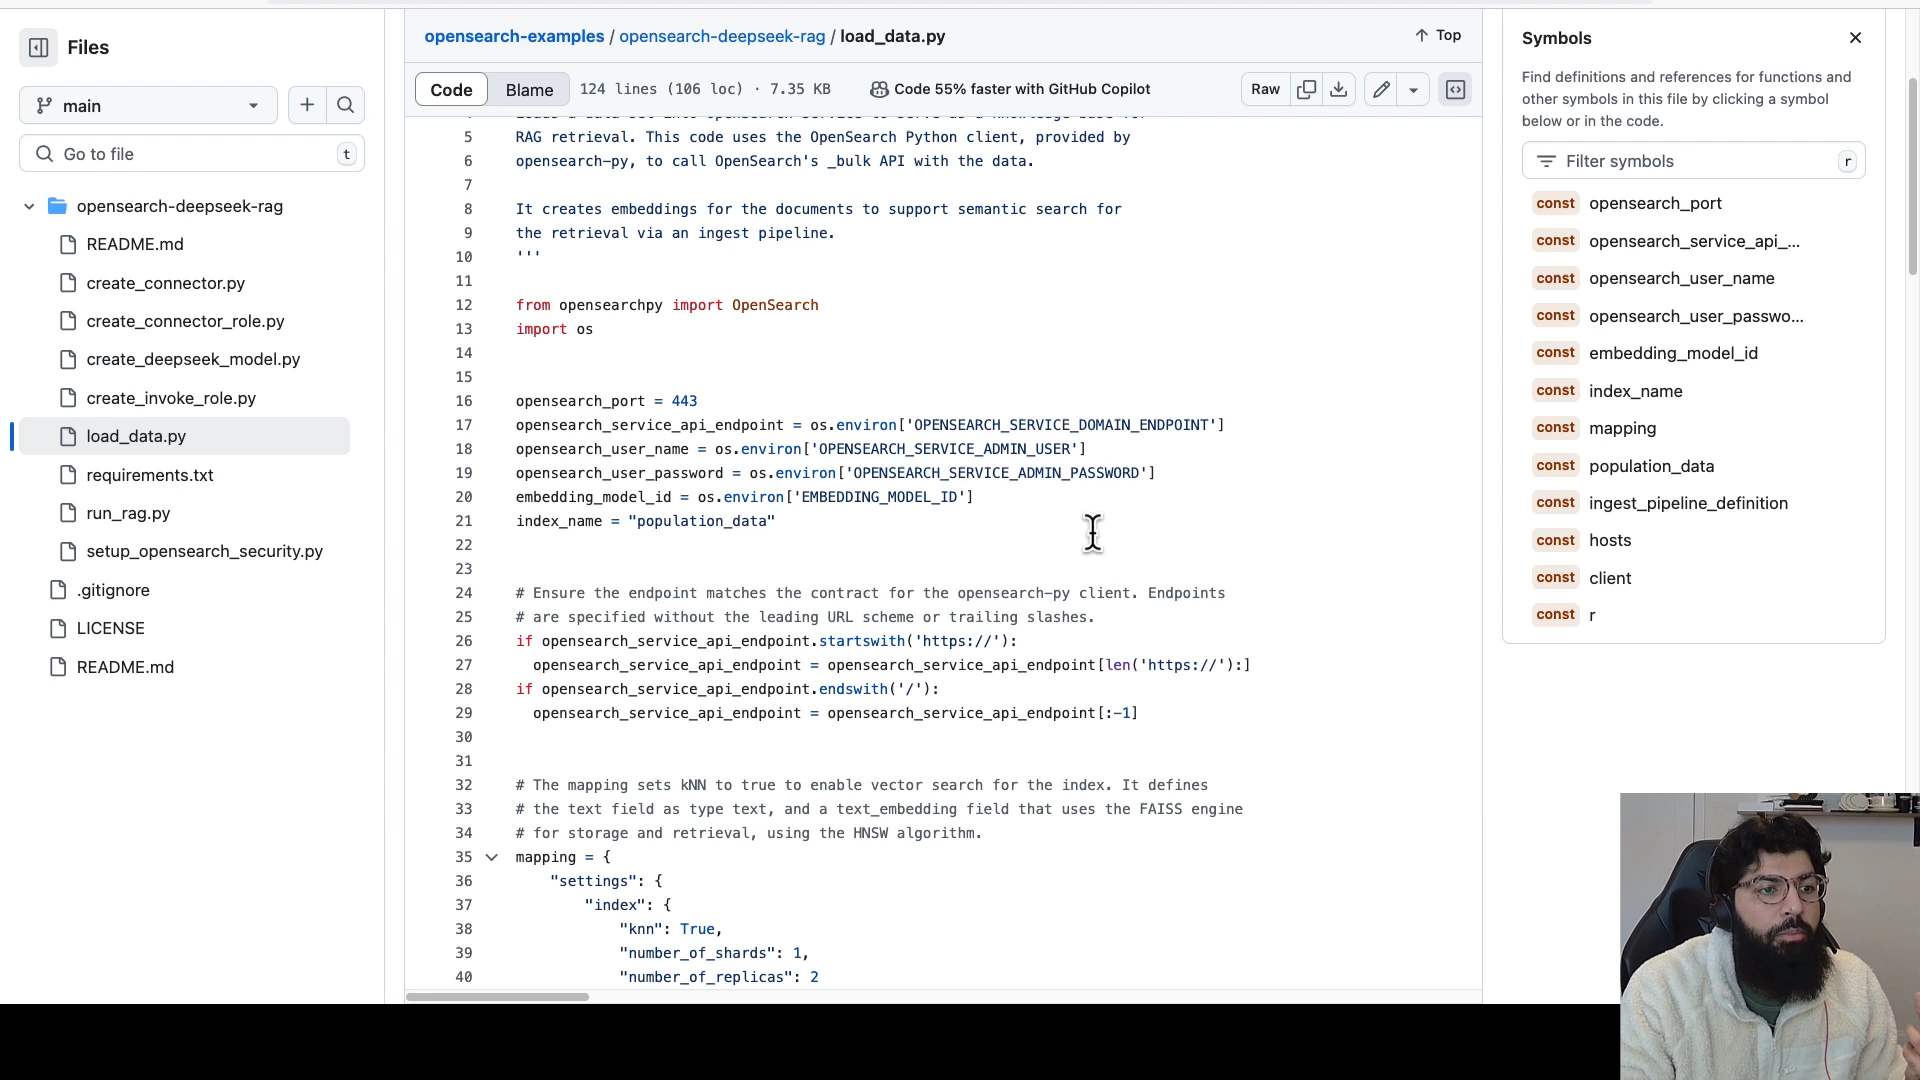 Files
main
Go to file
t
opensearch-deepseek-rag
README.md
create_connector.py
create_connector_role.py
create_deepseek_model.py
create_invoke_role.py
load_data.py
requirements.txt
run_rag.py
setup_opensearch_security.py
.gitignore
LICENSE
README.md
opensearch-examples / opensearch-deepseek-rag / load_data.py
Top
Code Blame 124 lines (106 loc) · 7.35 KB Code 55% faster with GitHub Copilot Raw
5 RAG retrieval. This code uses the OpenSearch Python client, provided by
6 opensearch-py, to call OpenSearch's _bulk API with the data.
7
8 It creates embeddings for the documents to support semantic search for
9 the retrieval via an ingest pipeline.
10 '''
11
12 from opensearchpy import OpenSearch
13 import os
14
15
16 opensearch_port = 443
17 opensearch_service_api_endpoint = os.environ['OPENSEARCH_SERVICE_DOMAIN_ENDPOINT']
18 opensearch_user_name = os.environ['OPENSEARCH_SERVICE_ADMIN_USER']
19 opensearch_user_password = os.environ['OPENSEARCH_SERVICE_ADMIN_PASSWORD']
20 embedding_model_id = os.environ['EMBEDDING_MODEL_ID']
21 index_name = "population_data"
22
23
24 # Ensure the endpoint matches the contract for the opensearch-py client. Endpoints
25 # are specified without the leading URL scheme or trailing slashes.
26 if opensearch_service_api_endpoint.startswith('https://'):
27 opensearch_service_api_endpoint = opensearch_service_api_endpoint[len('https://'):]
28 if opensearch_service_api_endpoint.endswith('/'):
29 opensearch_service_api_endpoint = opensearch_service_api_endpoint[:-1]
30
31
32 # The mapping sets kNN to true to enable vector search for the index. It defines
33 # the text field as type text, and a text_embedding field that uses the FAISS engine
34 # for storage and retrieval, using the HNSW algorithm.
35 mapping = {
36 "settings": {
37 "index": {
38 "knn": True,
39 "number_of_shards": 1,
40 "number_of_replicas": 2
Symbols
Find definitions and references for functions and
other symbols in this file by clicking a symbol
below or in the code.
Filter symbols
r
const opensearch_port
const opensearch_service_api_...
const opensearch_user_name
const opensearch_user_passwo...
const embedding_model_id
const index_name
const mapping
const population_data
const ingest_pipeline_definition
const hosts
const client
const r